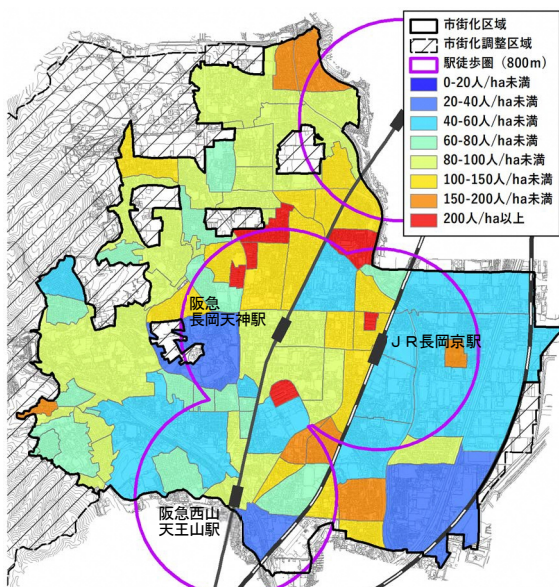 市街化区域
市街化調整区域
駅徒歩圏（800ｍ）
0-20人/ha未満
20-40人/ha未満
40-60人/ha未満
60-80人/ha未満
80-100人/ha未満
100-150人/ha未満
150-200人/ha未満
200人/ha以上
阪急
長岡天神駅
ＪＲ長岡京駅
阪急西山
天王山駅